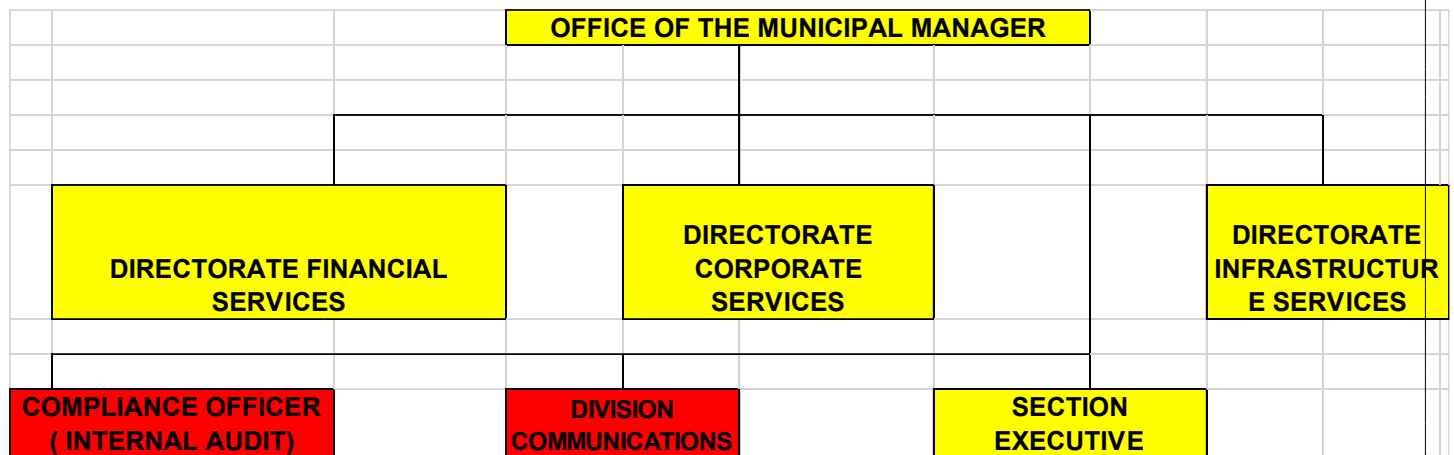 OFFICE OF THE MUNICIPAL MANAGER
DIRECTORATE FINANCIAL
SERVICES
DIRECTORATE
CORPORATE
SERVICES
DIRECTORATE
INFRASTRUCTUR
E SERVICES
COMPLIANCE OFFICER
( INTERNAL AUDIT)
DIVISION
COMMUNICATIONS
SECTION
EXECUTIVE